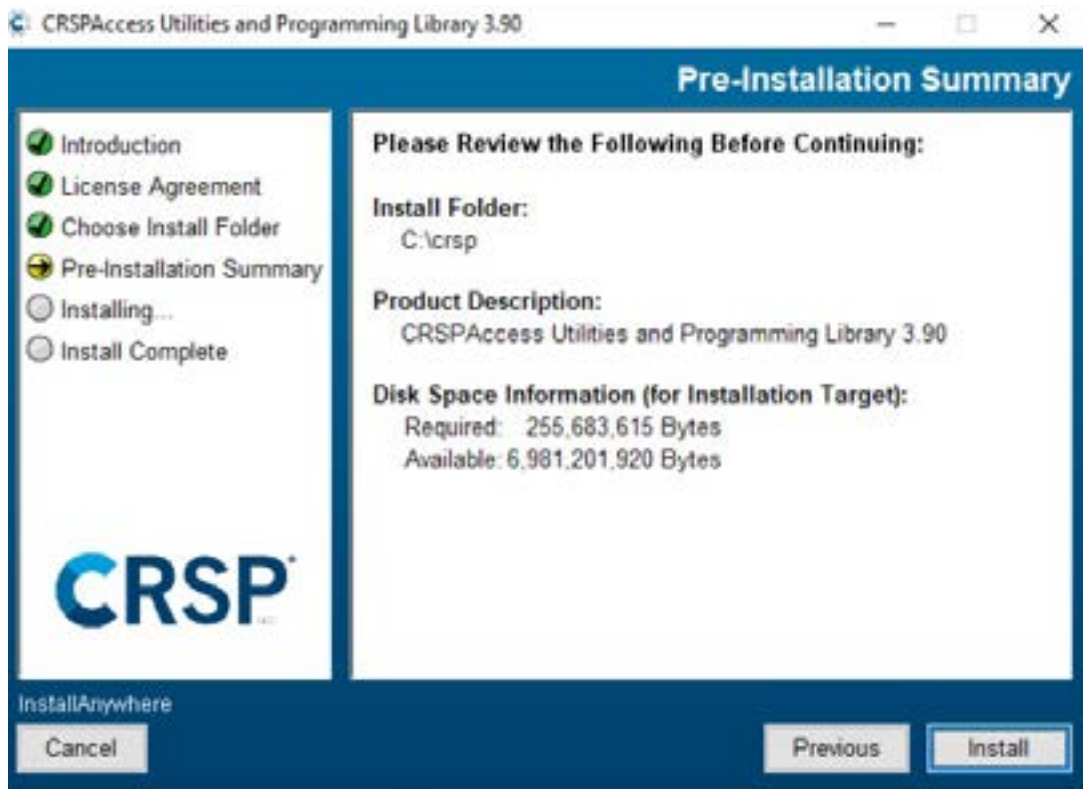 CRSPAccess Utilities and Programming Library 3.90
Pre-Installation Summary
Introduction
License Agreement
Choose Install Folder
Pre-Installation Summary
Installing...
Install Complete
Please Review the Following Before Continuing:
Install Folder:
C:\crsp
Product Description:
CRSPAccess Utilities and Programming Library 3.90
Disk Space Information (for Installation Target):
Required: 255,683,615 Bytes
Available: 6,981,201,920 Bytes
CRSP
InstallAnywhere
Cancel
Previous
Install